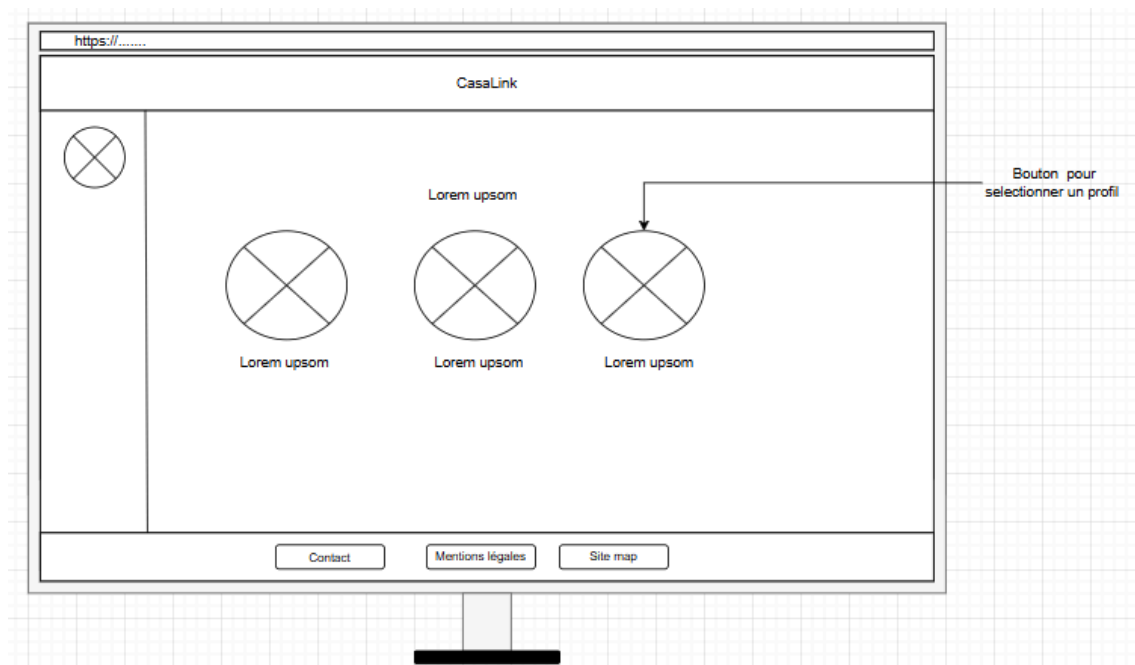 https://.......
CasaLink
Bouton pour
selectionner un profil
Lorem upsom
Lorem upsom
Lorem upsom
Lorem upsom
Contact
Mentions légales
Site map